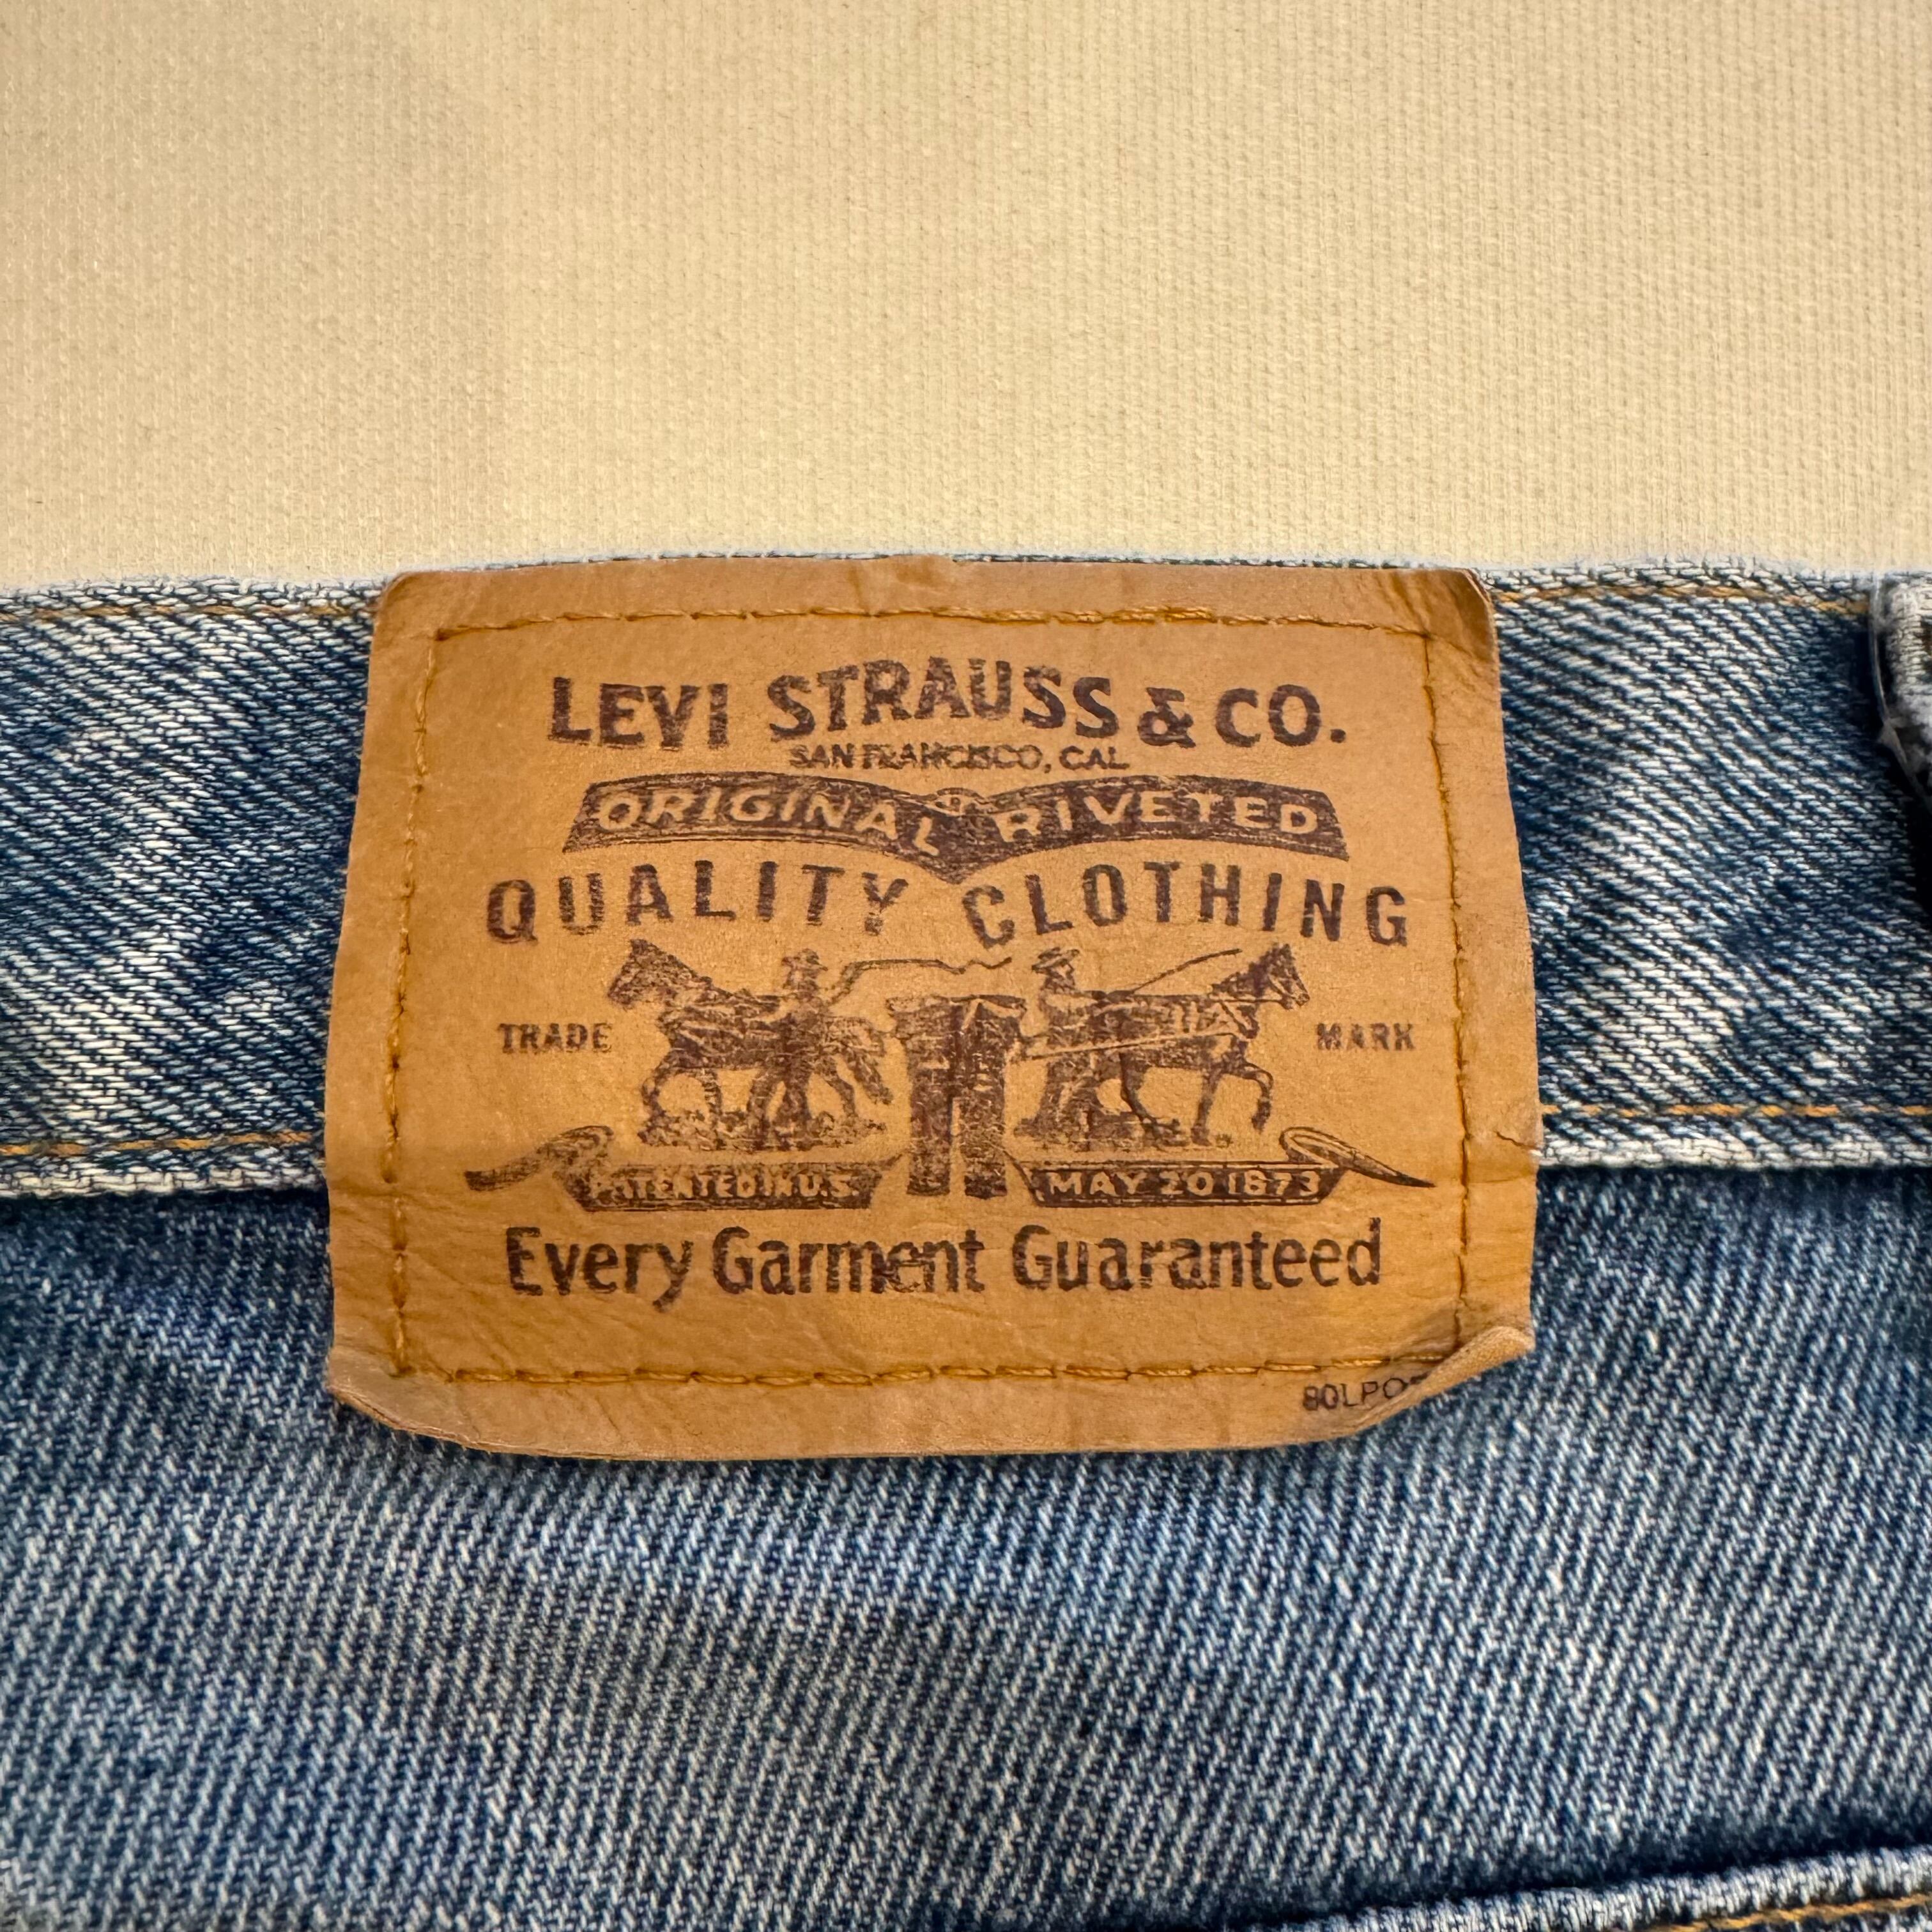 LEVI STRAUSS & CO.
SAN FRANCISCO, CAL
ORIGINAL RIVETED
QUALITY CLOTHING
TRADE MARK
PATENTED IN U.S. MAY 20 1873
Every Garment Guaranteed